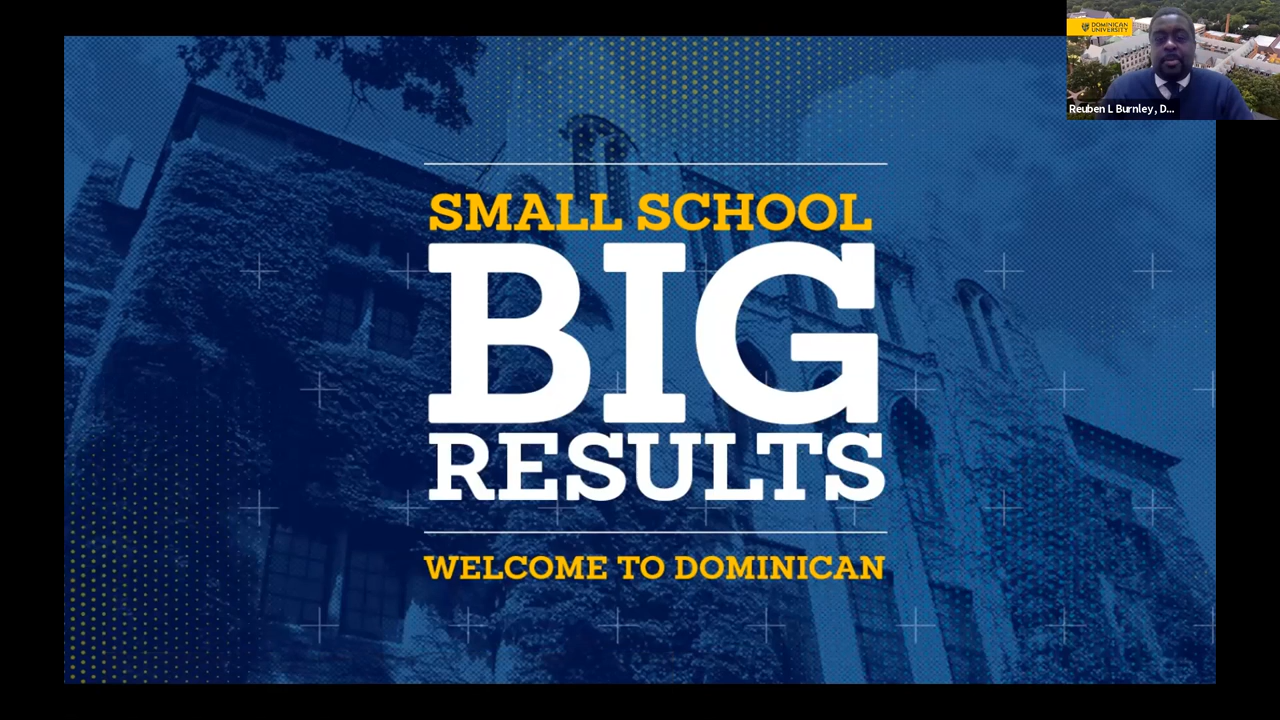 DOMINICAN
UNIVERSITY
Reuben L Burnley, D...
SMALL SCHOOL
BIG
RESULTS
WELCOME TO DOMINICAN